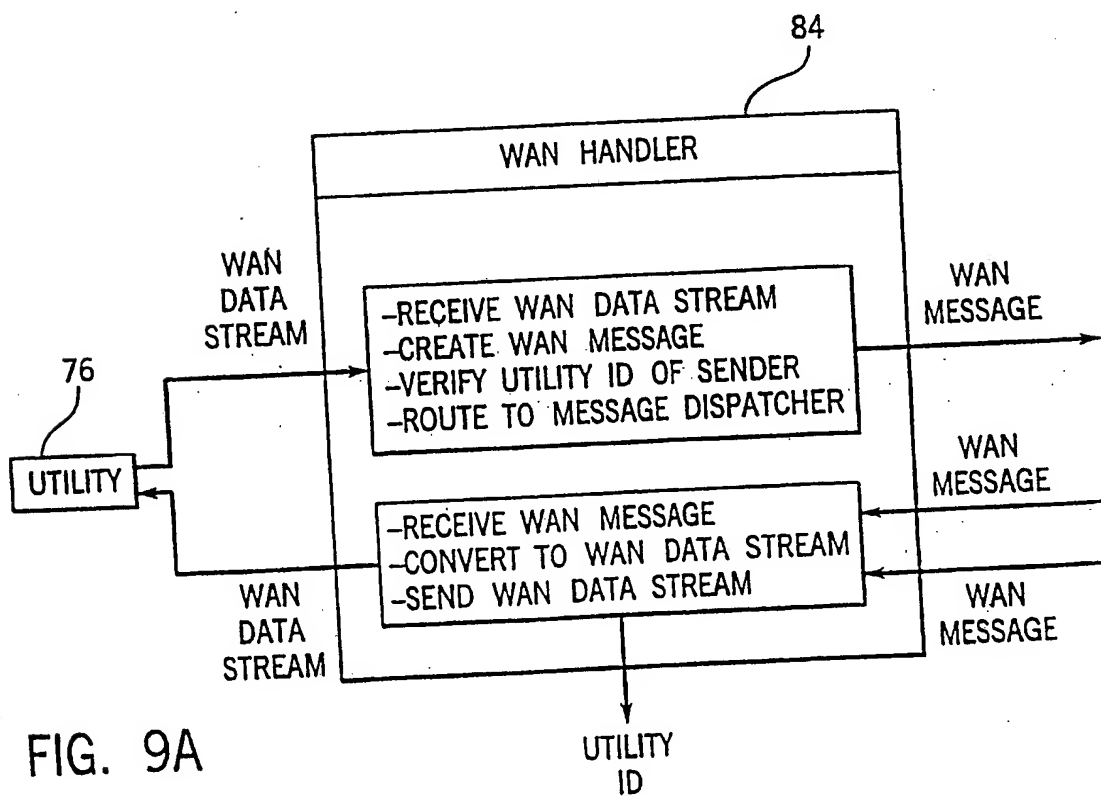 84
WAN HANDLER
WAN
DATA
STREAM
-RECEIVE WAN DATA STREAM
-CREATE WAN MESSAGE
-VERIFY UTILITY ID OF SENDER
-ROUTE TO MESSAGE DISPATCHER
WAN
MESSAGE
76
UTILITY
WAN
MESSAGE
-RECEIVE WAN MESSAGE
-CONVERT TO WAN DATA STREAM
-SEND WAN DATA STREAM
WAN
DATA
STREAM
WAN
MESSAGE
UTILITY
ID
FIG. 9A